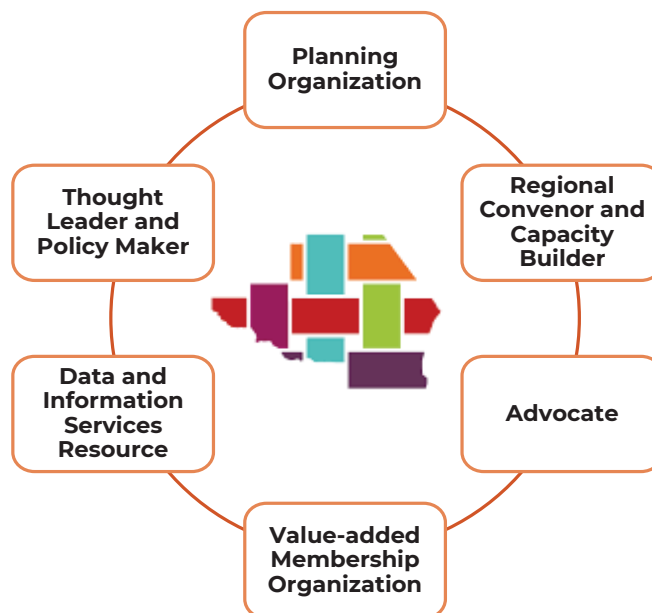 Planning
Organization
Thought
Leader and
Policy Maker
Regional
Convenor and
Capacity
Builder
Data and
Information
Services
Resource
Advocate
Value-added
Membership
Organization